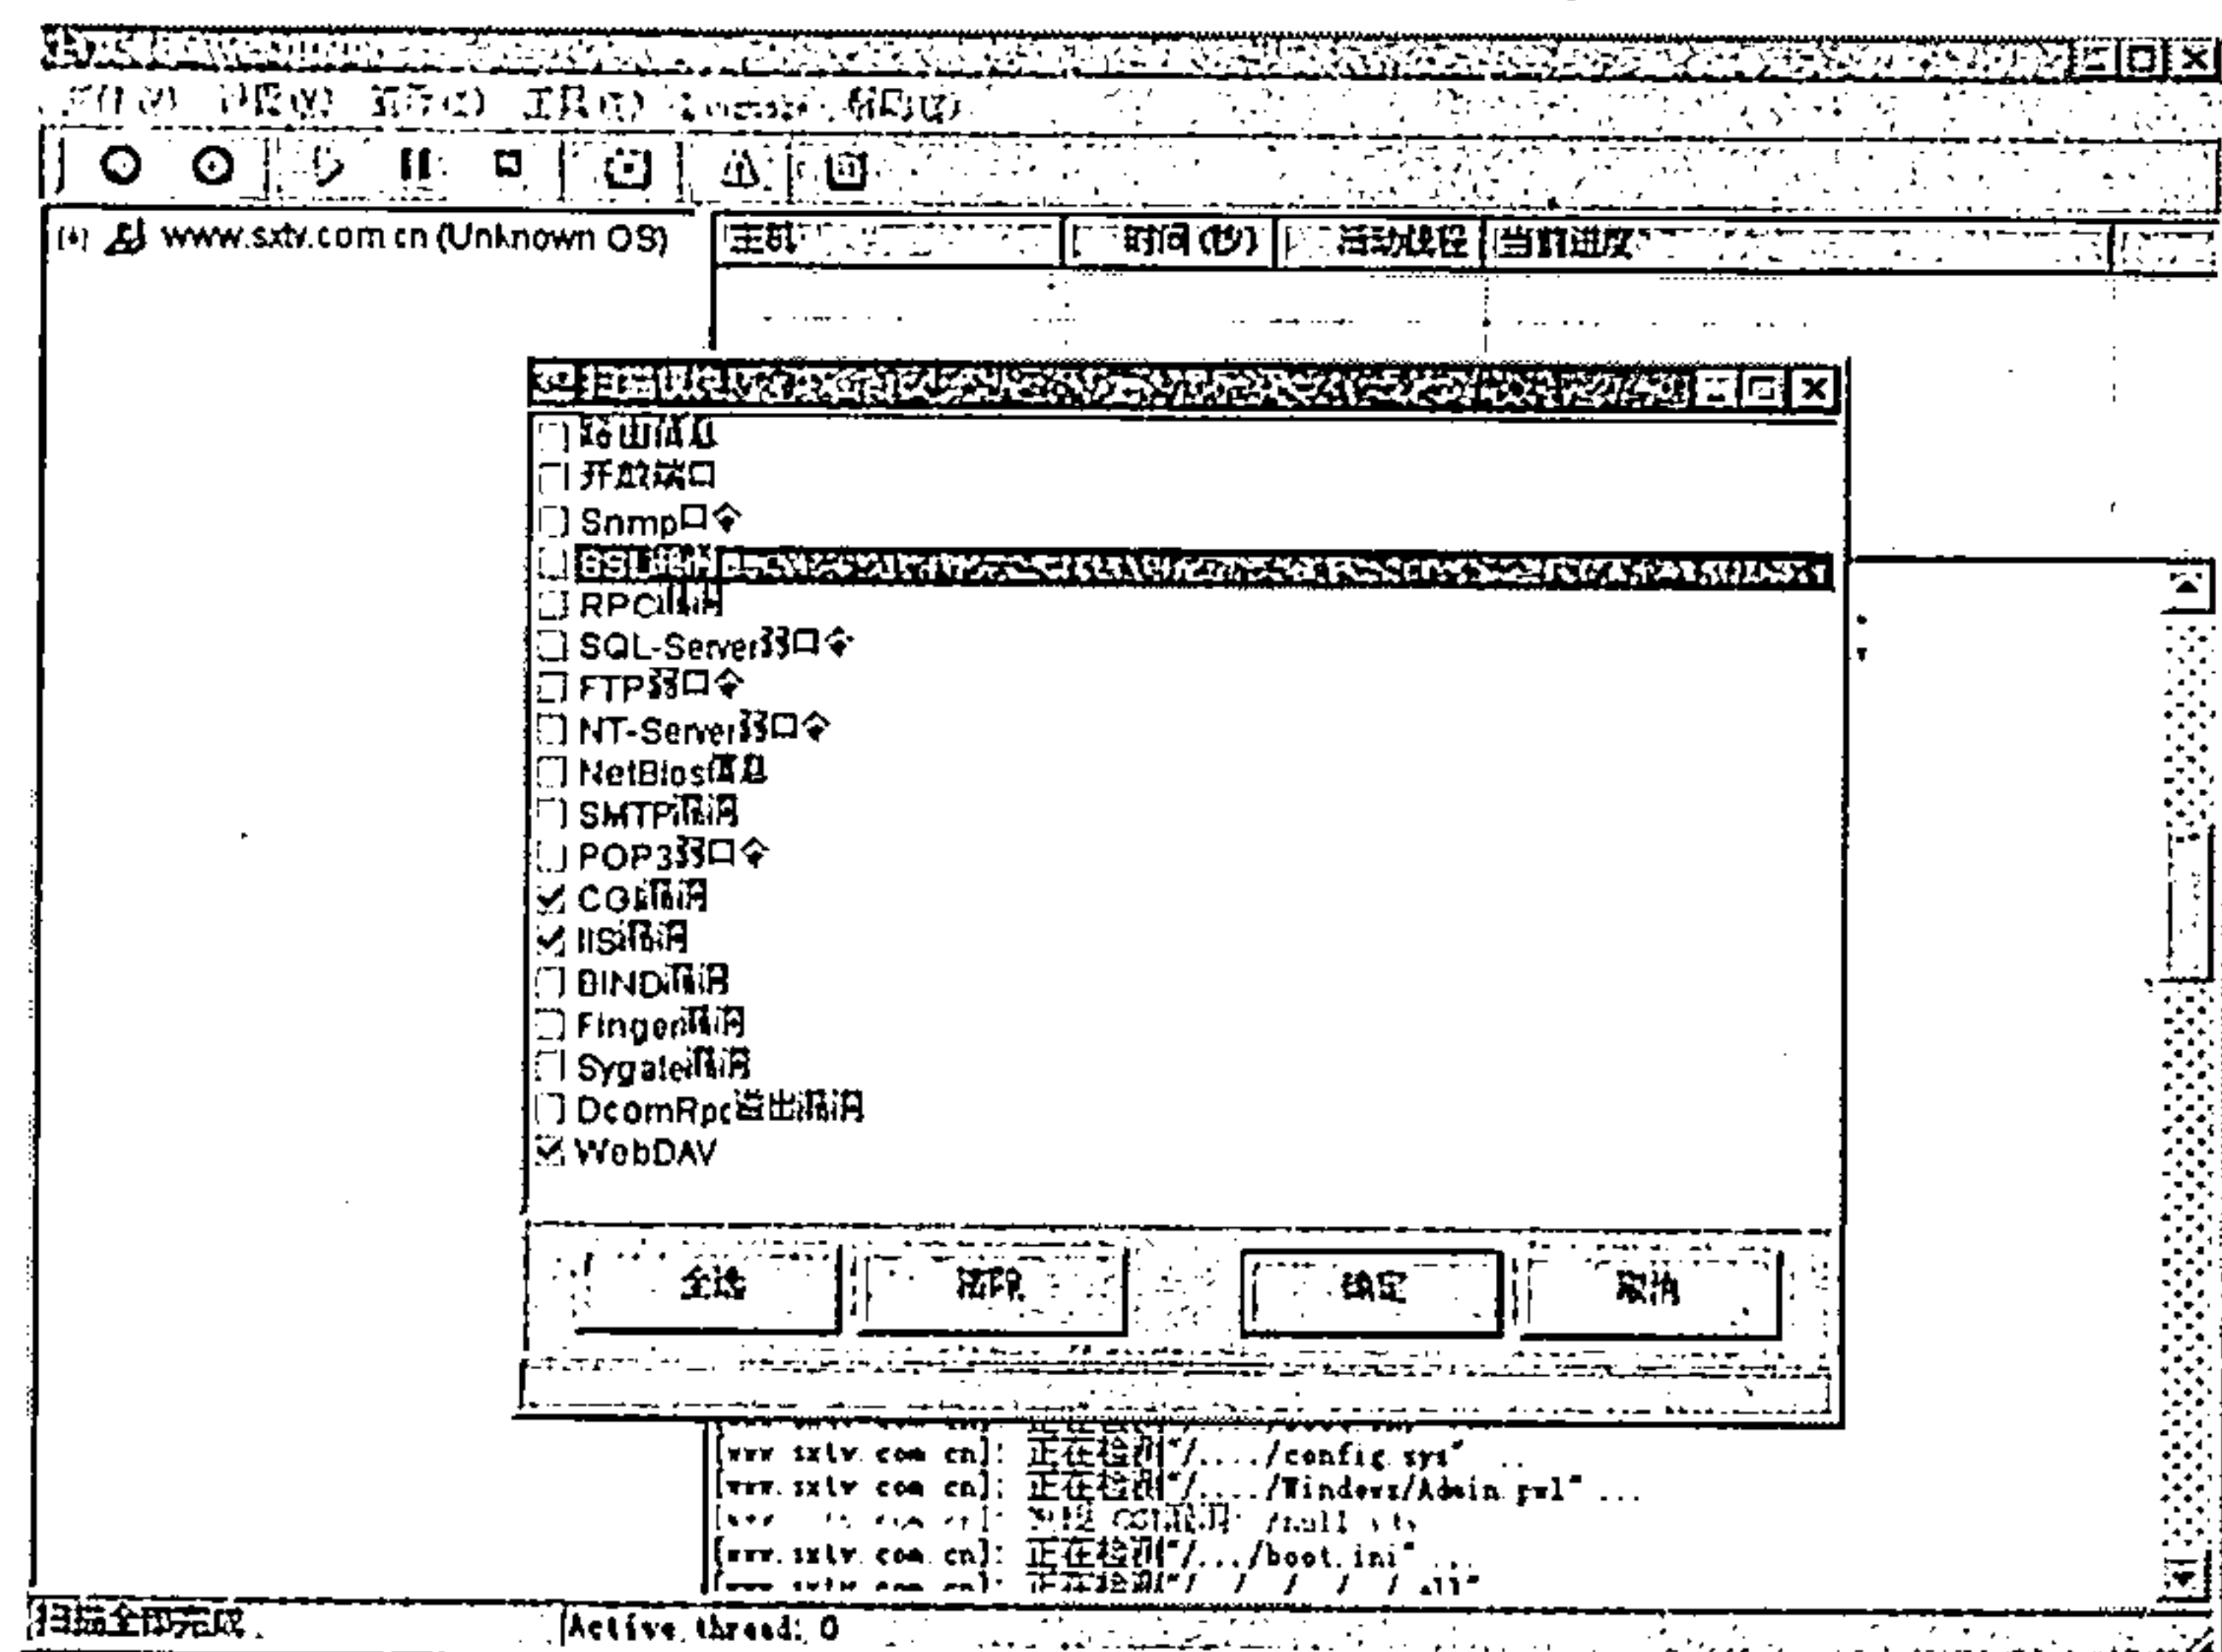 工具
www.sxtv.com.cn (Unknown OS)
主机 时间(秒) 活动线程 当前进度
开放端口
Snmp口令
SSL漏洞
RPC漏洞
SQL-Server弱口令
FTP弱口令
NT-Server弱口令
NetBios信息
SMTP漏洞
POP3弱口令
CGI漏洞
IIS漏洞
BIND漏洞
Finger漏洞
Sygate漏洞
DcomRpc溢出漏洞
WebDAV
全选 清除 确定 取消
[www.sxtv.com.cn]: 正在检测"/..../config.sys" ...
[www.sxtv.com.cn]: 正在检测"/..../Windows/Admin.pwl" ...
[www.sxtv.com.cn]: 正在检测"/.../boot.ini" ...
扫描全部完成 Active thread: 0